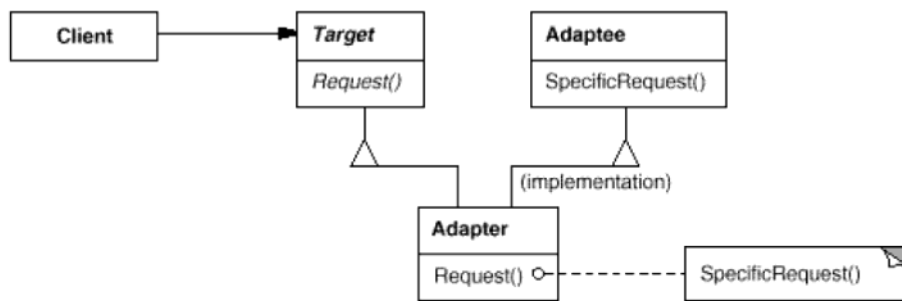 Client
Target
Request()
Adaptee
SpecificRequest()
(implementation)
Adapter
Request()
SpecificRequest()